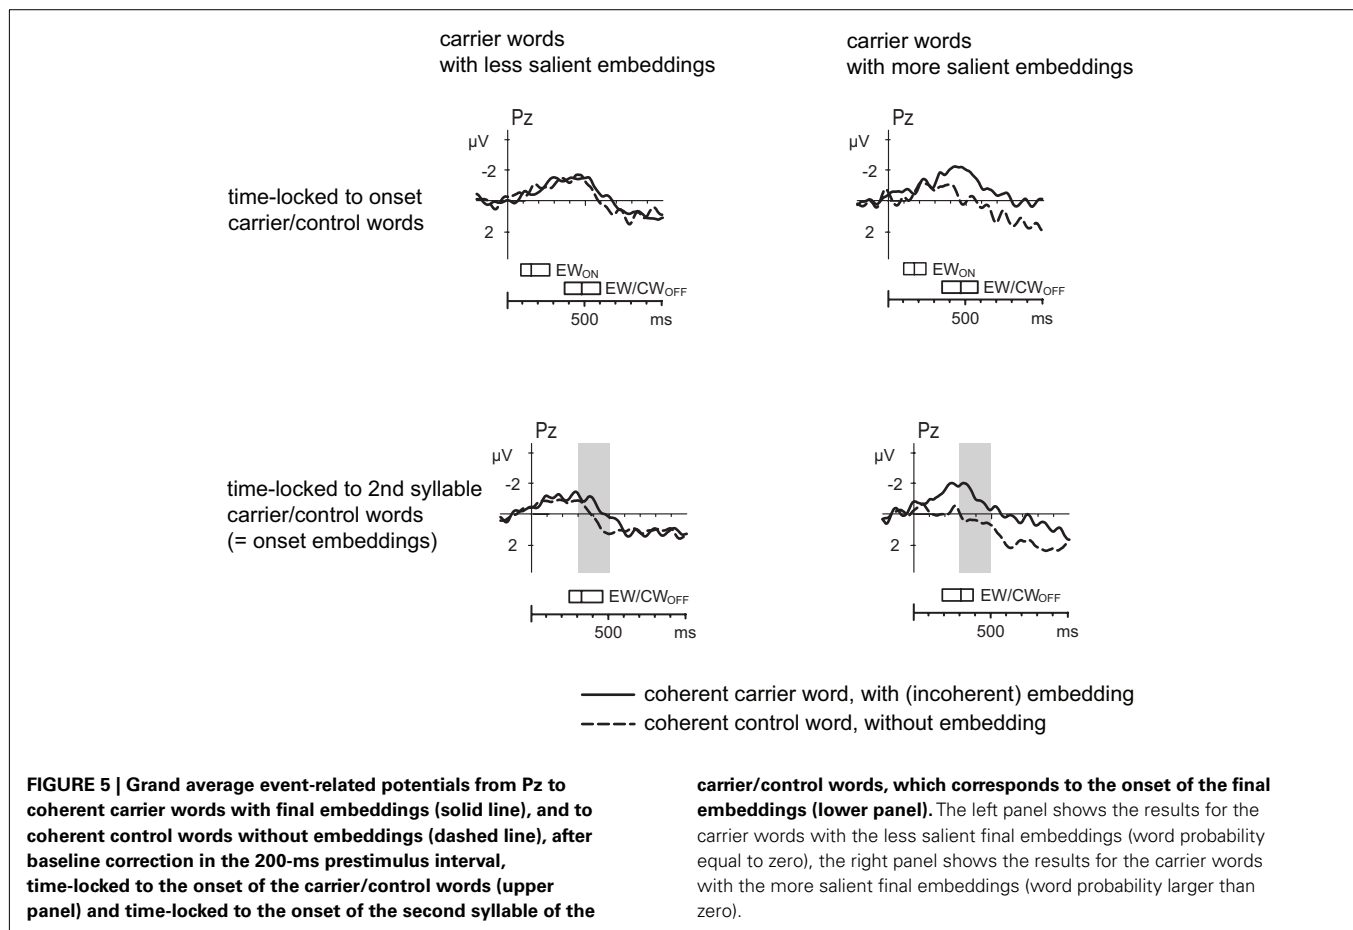 carrier words
with less salient embeddings
carrier words
with more salient embeddings
time-locked to onset
carrier/control words
Pz
µV
-2
2
EWON
EW/CWOFF
500
ms
Pz
µV
-2
2
EWON
EW/CWOFF
500
ms
time-locked to 2nd syllable
carrier/control words
(= onset embeddings)
Pz
µV
-2
2
EW/CWOFF
500
ms
Pz
µV
-2
2
EW/CWOFF
500
ms
coherent carrier word, with (incoherent) embedding
coherent control word, without embedding
FIGURE 5 | Grand average event-related potentials from Pz to
coherent carrier words with final embeddings (solid line), and to
coherent control words without embeddings (dashed line), after
baseline correction in the 200-ms prestimulus interval,
time-locked to the onset of the carrier/control words (upper
panel) and time-locked to the onset of the second syllable of the
carrier/control words, which corresponds to the onset of the final
embeddings (lower panel). The left panel shows the results for the
carrier words with the less salient final embeddings (word probability
equal to zero), the right panel shows the results for the carrier words
with the more salient final embeddings (word probability larger than
zero).